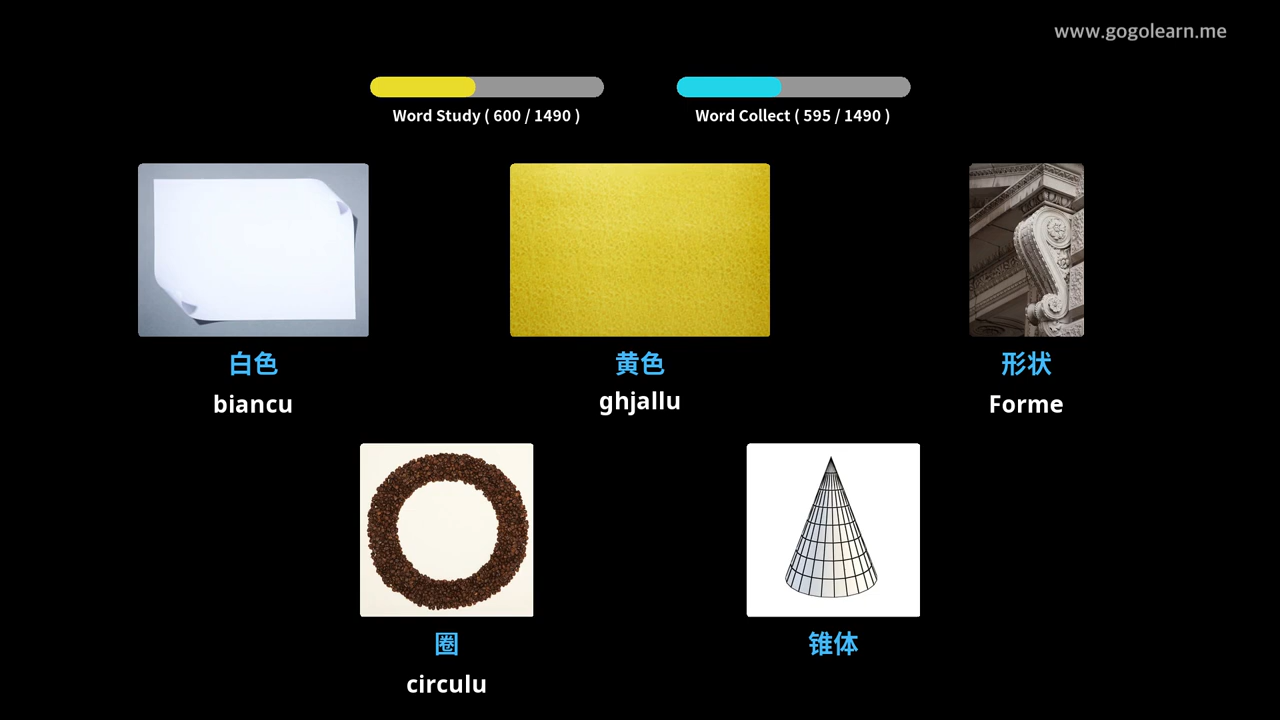 www.gogolearn.me
Word Study ( 600 / 1490 )
Word Collect ( 595 / 1490 )
白色
黄色
形状
biancu
ghjallu
Forme
圈
锥体
circulu